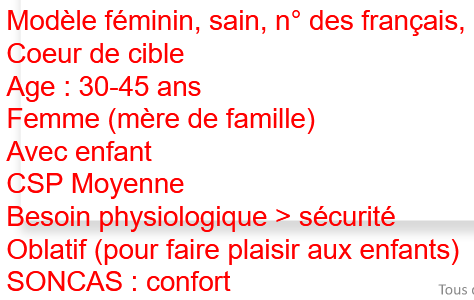 Modèle féminin, sain, n° des français,
Coeur de cible
Age : 30-45 ans
Femme (mère de famille)
Avec enfant
CSP Moyenne
Besoin physiologique > sécurité
Oblatif (pour faire plaisir aux enfants)
SONCAS : confort
Tous